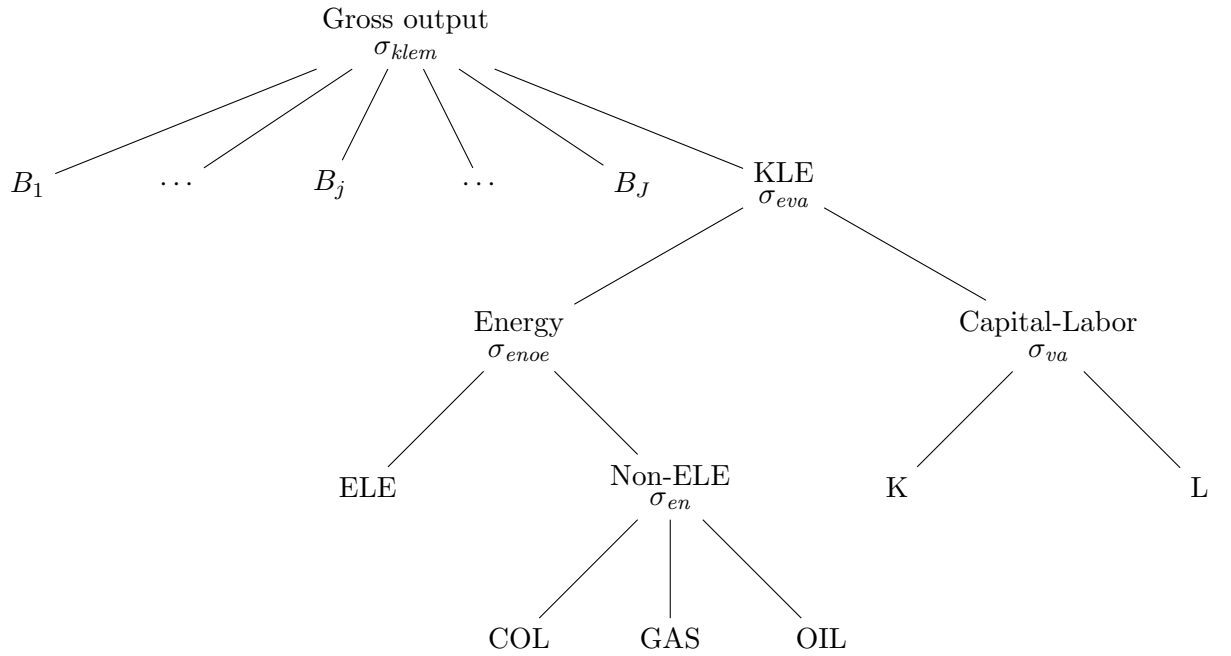 Gross output
σ_klem
B_1 ⋯ B_j ⋯ B_J KLE
σ_eva
Energy Capital-Labor
σ_enoe σ_va
ELE Non-ELE K L
σ_en
COL GAS OIL